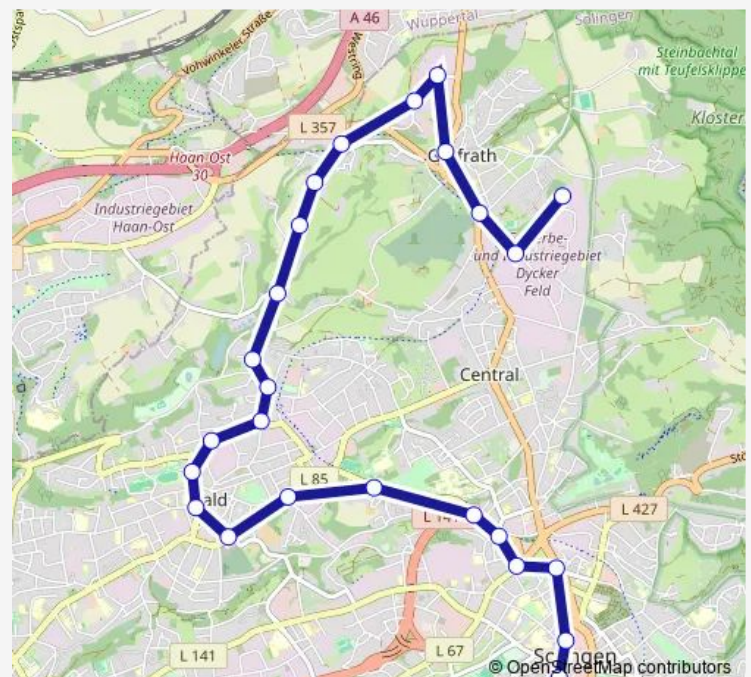 A 46
Wuppertal
Solingen
Vohwinkeler Straße
Westring
Steinbachtal
mit Teufelsklippe
L 357
Kloster
Haan-Ost
30
Industriegebiet
Haan-Ost
und
Dycker
Feld
Central
L 85
L 427
L 141
L 67
© OpenStreetMap contributors